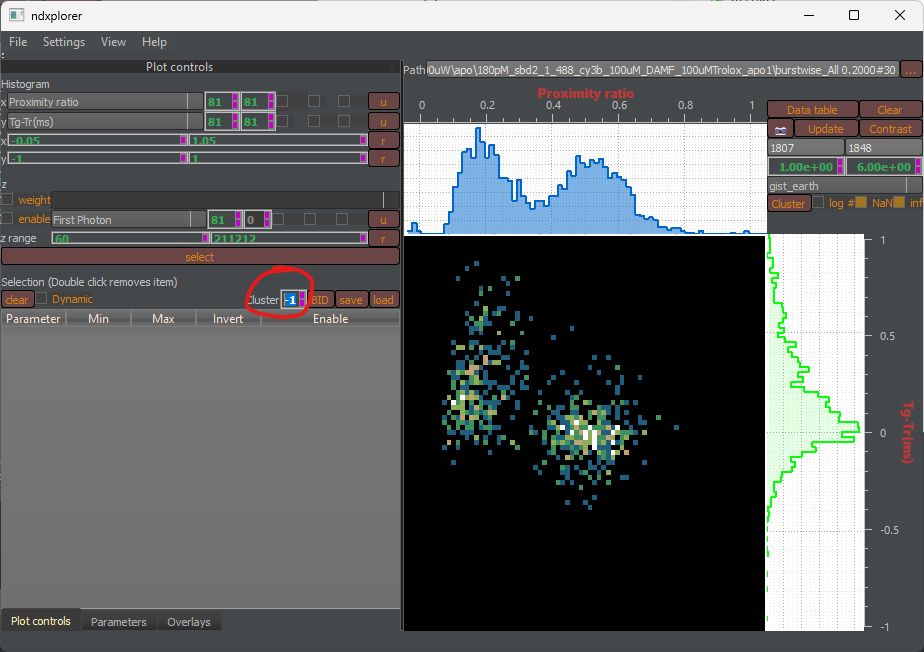 ndxplorer
File Settings View Help
Plot controls
Histogram
x Proximity ratio 81 81 u
y Tg-Tr(ms) 81 81 u
x -0.05 1.05 r
y -1 1 r
z
weight
enable First Photon 81 0 u
z range 60 211212 r
select
Selection (Double click removes item)
clear Dynamic Cluster -1 BID save load
Parameter Min Max Invert Enable
Plot controls Parameters Overlays
Path 0uW\apo\180pM_sbd2_1_488_cy3b_100uM_DAMF_100uMTrolox_apo1\burstwise_All 0.2000#30 ...
Proximity ratio
0 0.2 0.4 0.6 0.8 1
Data table Clear
Update Contrast
1807 1848
1.00e+00 6.00e+00
gist_earth
Cluster log # NaN inf
1
0.5
0
-0.5
-1
Tg-Tr(ms)